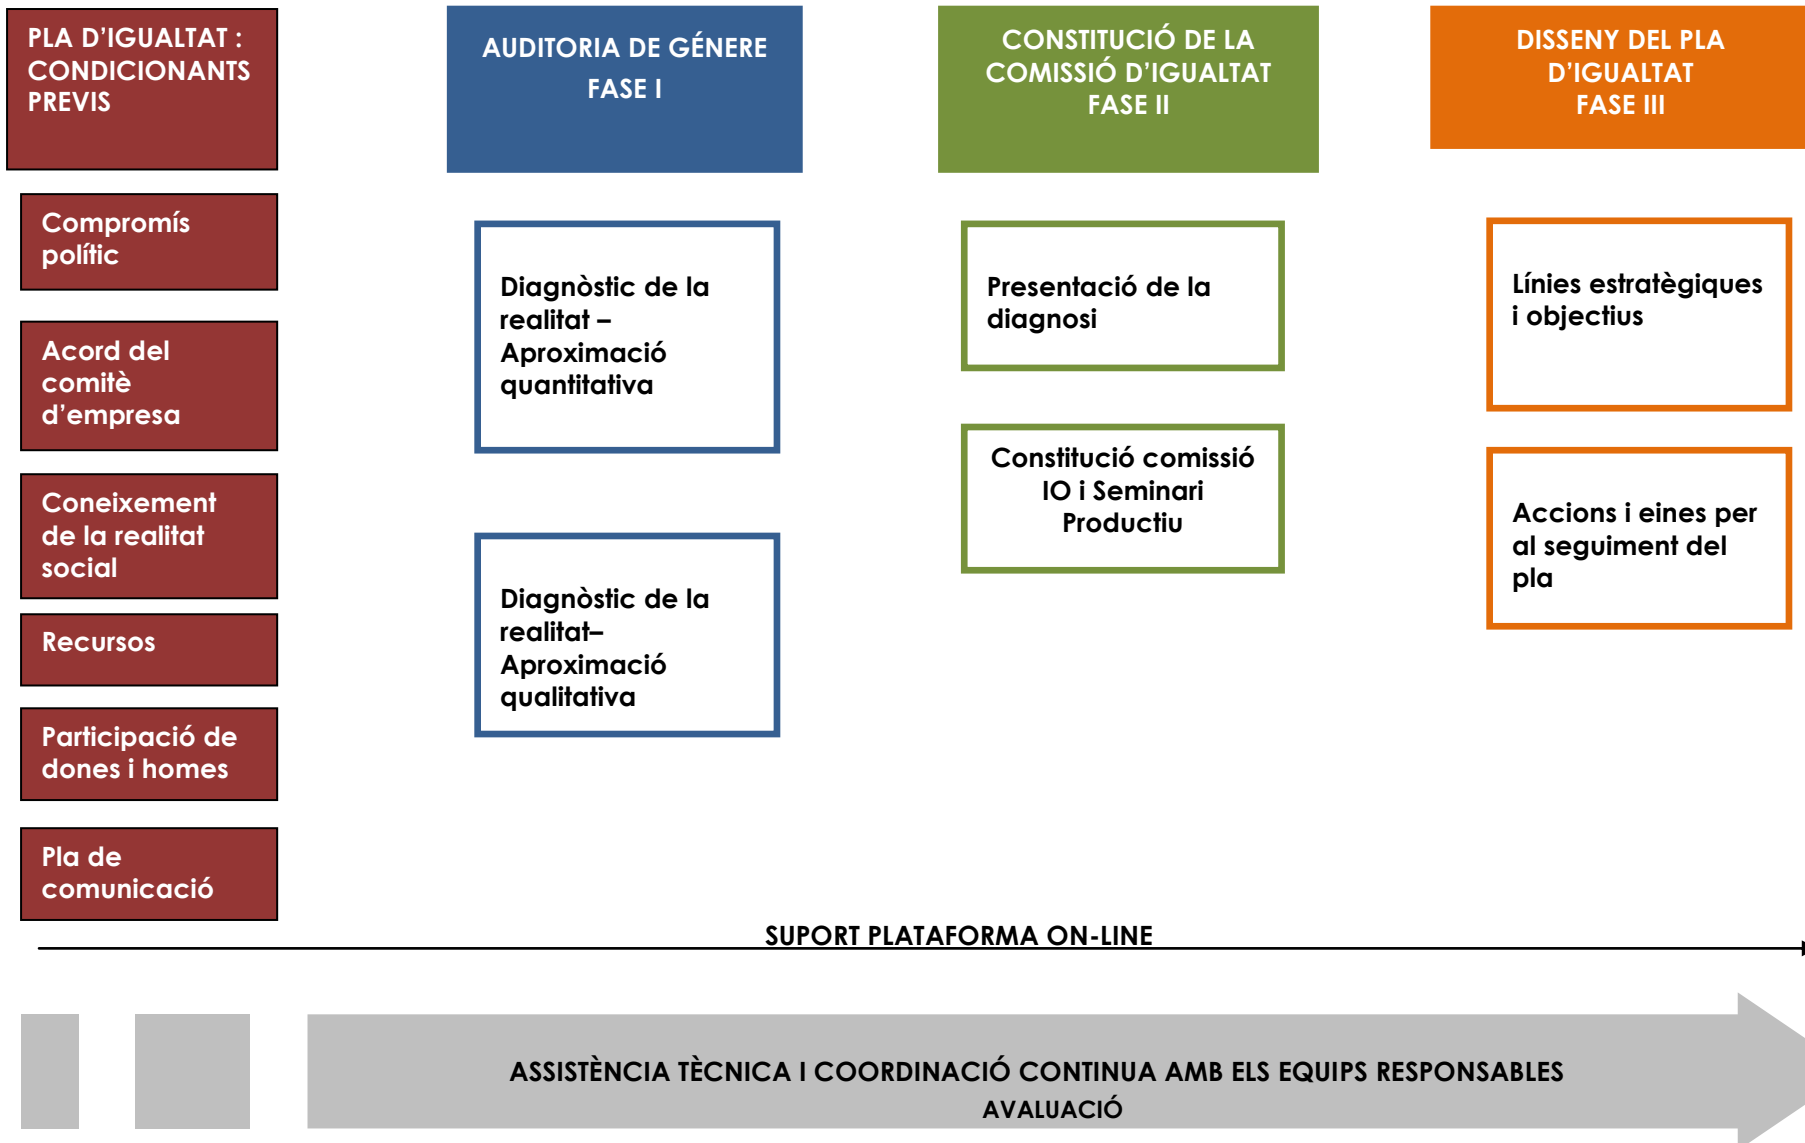 PLA D’IGUALTAT :
CONDICIONANTS
PREVIS
Compromís
polític
Acord del
comitè
d’empresa
Coneixement
de la realitat
social
Recursos
Participació de
dones i homes
Pla de
comunicació
AUDITORIA DE GÉNERE
FASE I
Diagnòstic de la
realitat –
Aproximació
quantitativa
Diagnòstic de la
realitat–
Aproximació
qualitativa
CONSTITUCIÓ DE LA
COMISSIÓ D’IGUALTAT
FASE II
Presentació de la
diagnosi
Constitució comissió
IO i Seminari
Productiu
DISSENY DEL PLA
D’IGUALTAT
FASE III
Línies estratègiques
i objectius
Accions i eines per
al seguiment del
pla
SUPORT PLATAFORMA ON-LINE
ASSISTÈNCIA TÈCNICA I COORDINACIÓ CONTINUA AMB ELS EQUIPS RESPONSABLES
AVALUACIÓ